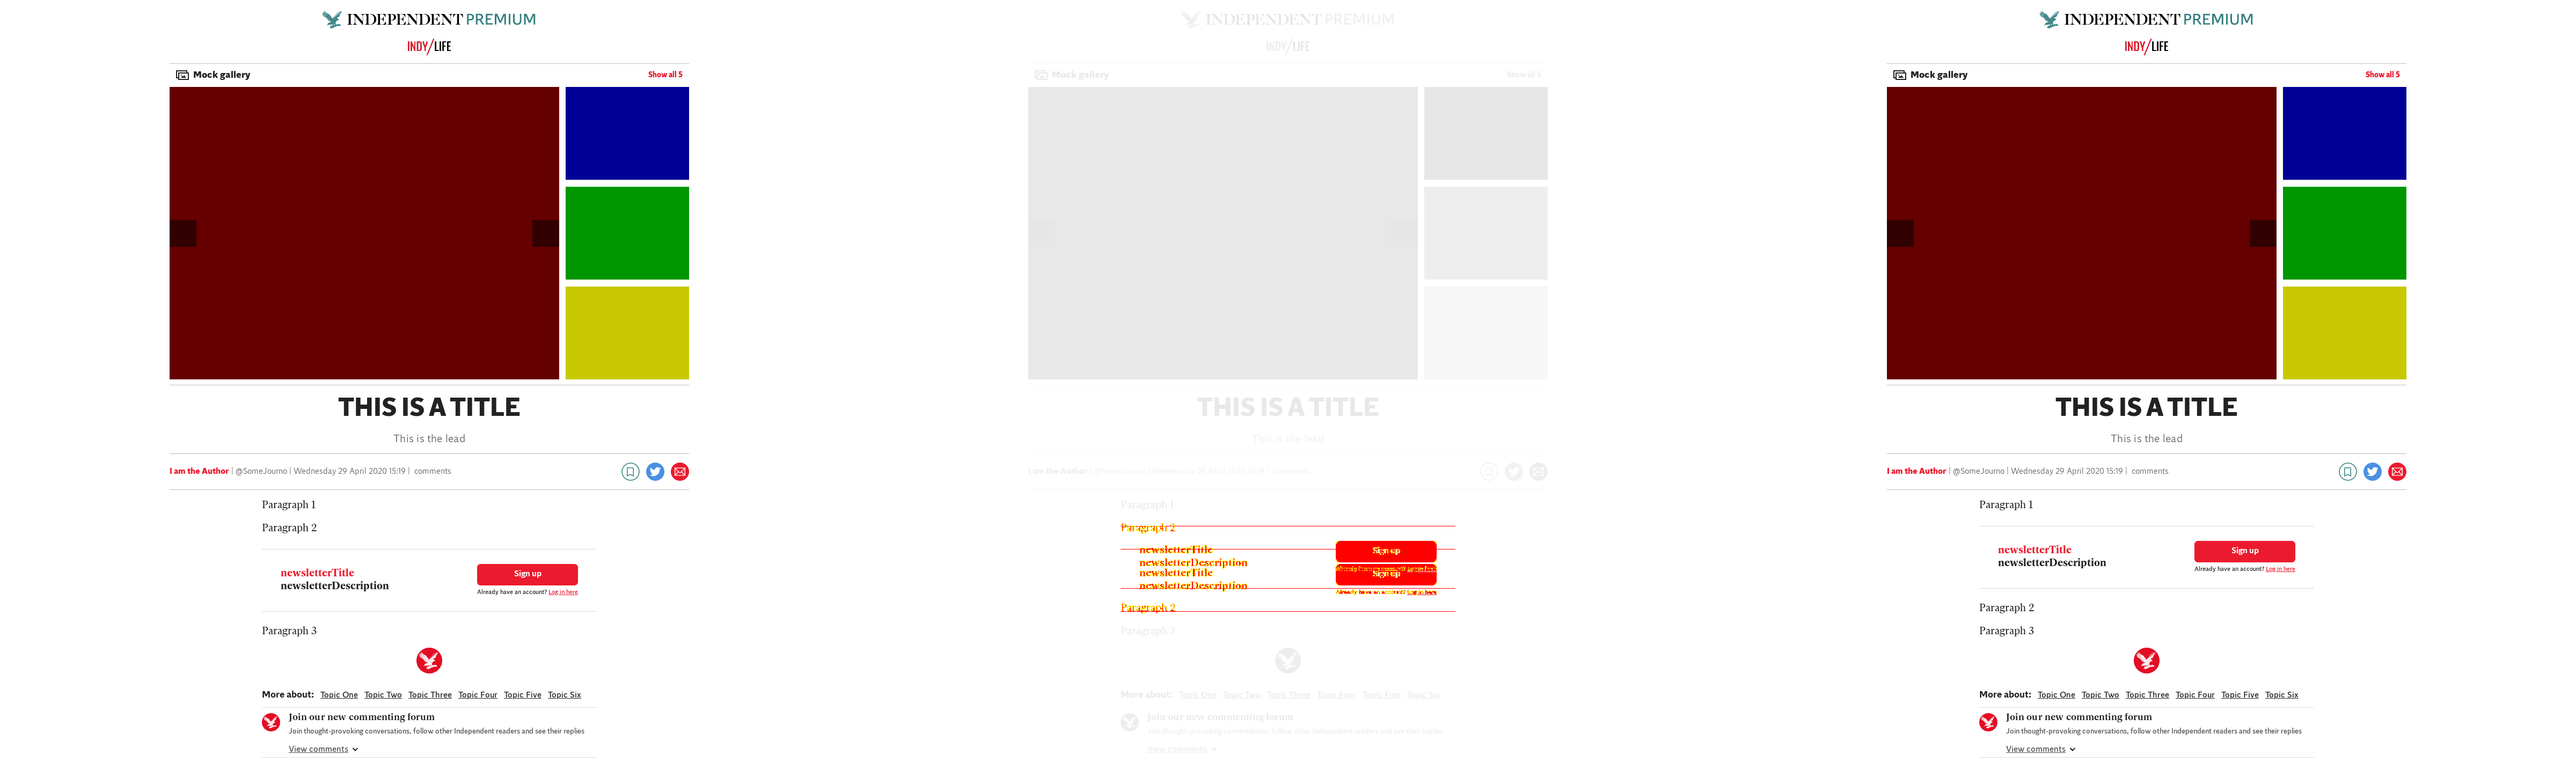 INDEPENDENT PREMIUM
INDY/LIFE
Mock gallery
Show all 5
THIS IS A TITLE
This is the lead
I am the Author | @SomeJourno | Wednesday 29 April 2020 15:19 | comments
Paragraph 1
Paragraph 2
newsletterTitle
newsletterDescription
Sign up
Already have an account? Log in here
Paragraph 3
More about: Topic One Topic Two Topic Three Topic Four Topic Five Topic Six
Join our new commenting forum
Join thought-provoking conversations, follow other Independent readers and see their replies
View comments
INDEPENDENT PREMIUM
INDY/LIFE
Mock gallery
Show all 5
THIS IS A TITLE
This is the lead
I am the Author | @SomeJourno | Wednesday 29 April 2020 15:19 | comments
Paragraph 1
Paragraph 2
newsletterTitle
newsletterDescription
Sign up
Already have an account? Log in here
newsletterTitle
newsletterDescription
Sign up
Already have an account? Log in here
Paragraph 2
Paragraph 3
More about: Topic One Topic Two Topic Three Topic Four Topic Five Topic Six
Join our new commenting forum
Join thought-provoking conversations, follow other Independent readers and see their replies
View comments
INDEPENDENT PREMIUM
INDY/LIFE
Mock gallery
Show all 5
THIS IS A TITLE
This is the lead
I am the Author | @SomeJourno | Wednesday 29 April 2020 15:19 | comments
Paragraph 1
newsletterTitle
newsletterDescription
Sign up
Already have an account? Log in here
Paragraph 2
Paragraph 3
More about: Topic One Topic Two Topic Three Topic Four Topic Five Topic Six
Join our new commenting forum
Join thought-provoking conversations, follow other Independent readers and see their replies
View comments